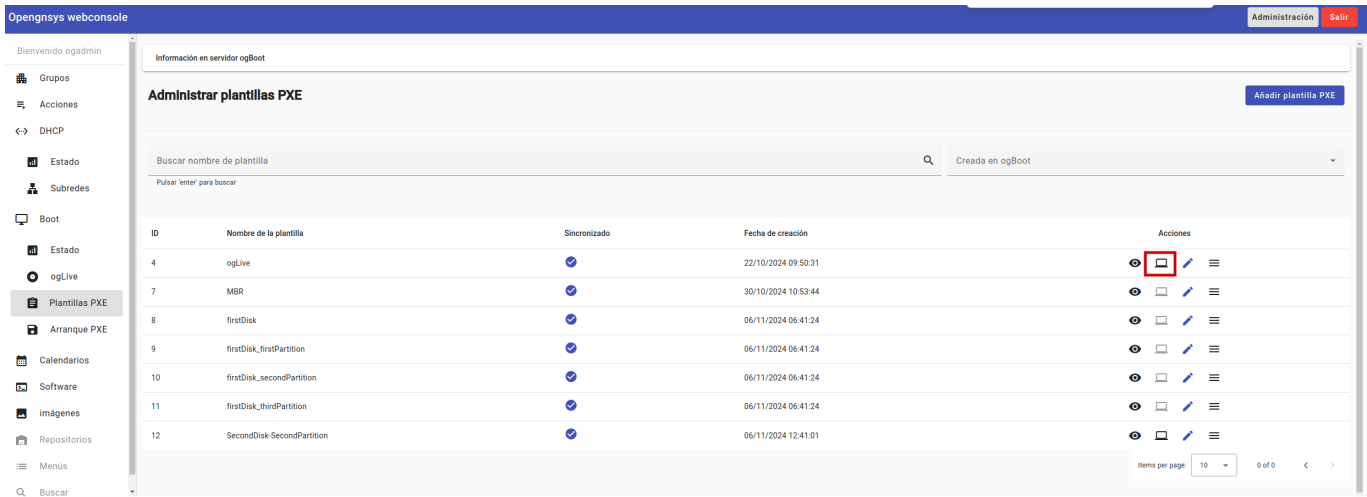 Opengnsys webconsole
Administración
Salir
Bienvenido ogadmin
Grupos
Acciones
DHCP
Estado
Subredes
Boot
Estado
ogLive
Plantillas PXE
Arranque PXE
Calendarios
Software
imágenes
Repositorios
Menús
Buscar
Información en servidor ogBoot
Administrar plantillas PXE
Añadir plantilla PXE
Buscar nombre de plantilla
Creada en ogBoot
Pulsar 'enter' para buscar
ID Nombre de la plantilla Sincronizado Fecha de creación Acciones
4 ogLive 22/10/2024 09:50:31
7 MBR 30/10/2024 10:53:44
8 firstDisk 06/11/2024 06:41:24
9 firstDisk_firstPartition 06/11/2024 06:41:24
10 firstDisk_secondPartition 06/11/2024 06:41:24
11 firstDisk_thirdPartition 06/11/2024 06:41:24
12 SecondDisk-SecondPartition 06/11/2024 12:41:01
Items per page: 10 0 of 0